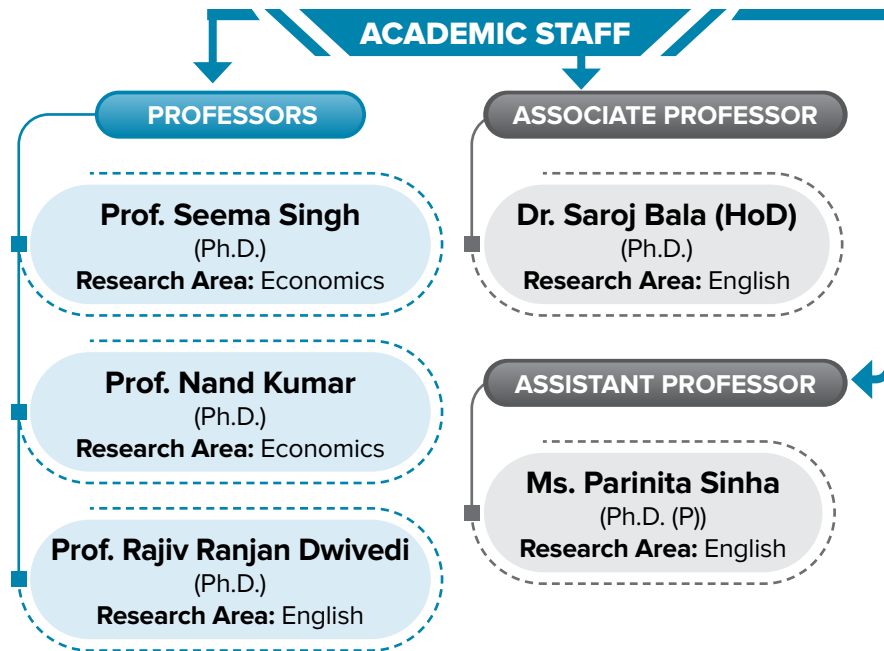 ACADEMIC STAFF
PROFESSORS
Prof. Seema Singh
(Ph.D.)
Research Area: Economics
Prof. Nand Kumar
(Ph.D.)
Research Area: Economics
Prof. Rajiv Ranjan Dwivedi
(Ph.D.)
Research Area: English
ASSOCIATE PROFESSOR
Dr. Saroj Bala (HoD)
(Ph.D.)
Research Area: English
ASSISTANT PROFESSOR
Ms. Parinita Sinha
(Ph.D. (P))
Research Area: English